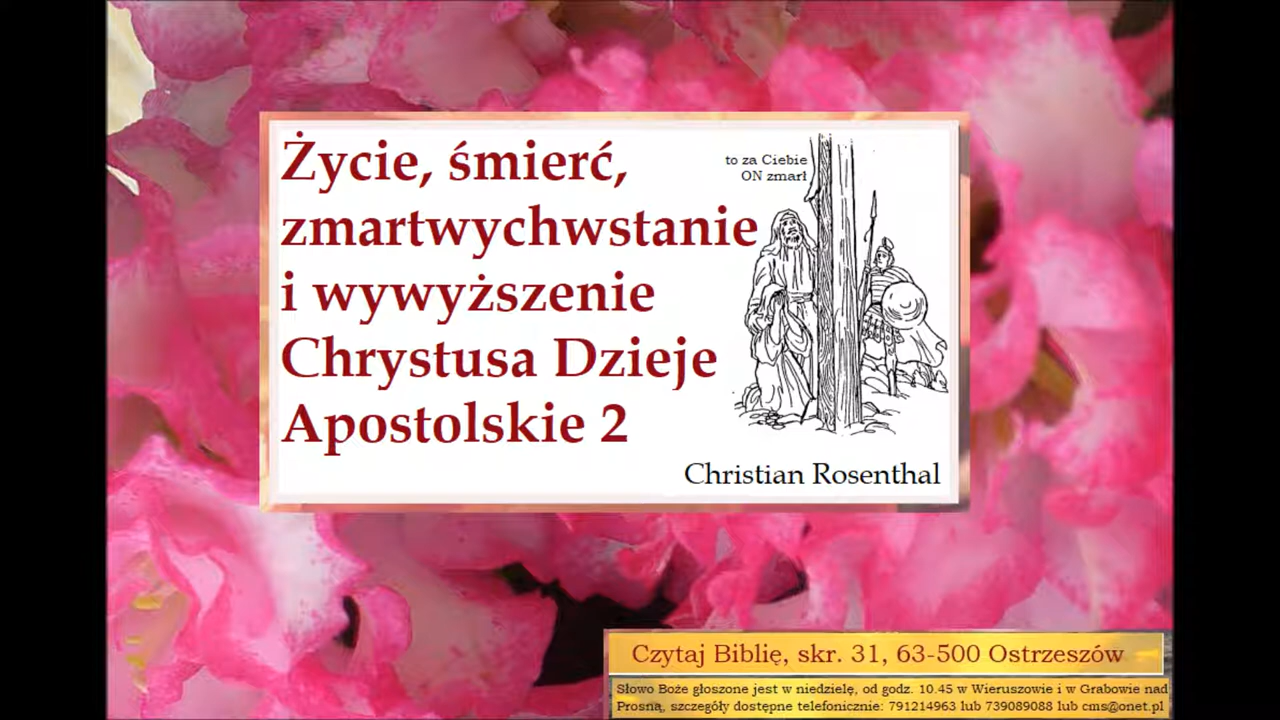 Życie, śmierć,
zmartwychwstanie
i wywyższenie
Chrystusa Dzieje
Apostolskie 2
to za Ciebie
ON zmarł
Christian Rosenthal
Czytaj Biblię, skr. 31, 63-500 Ostrzeszów
Słowo Boże głoszone jest w niedzielę, od godz. 10.45 w Wieruszowie i w Grabowie nad
Prosną, szczegóły dostępne telefonicznie: 791214963 lub 739089088 lub cms@onet.pl